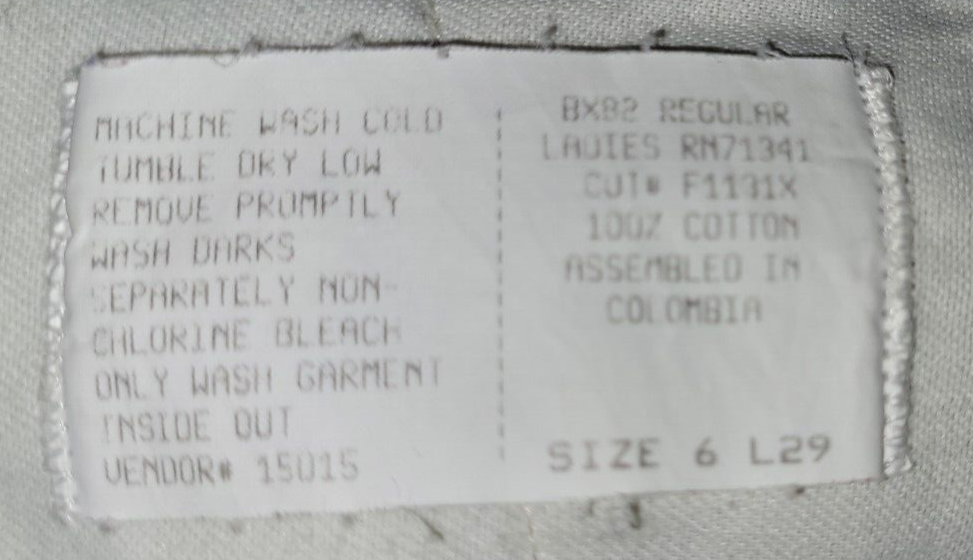 MACHINE WASH COLD
TUMBLE DRY LOW
REMOVE PROMPTLY
WASH DARKS
SEPARATELY NON-
CHLORINE BLEACH
ONLY WASH GARMENT
INSIDE OUT
VENDOR# 15015
BX82 REGULAR
LADIES RN71341
CUT# F1131X
100% COTTON
ASSEMBLED IN
COLOMBIA
SIZE 6 L29